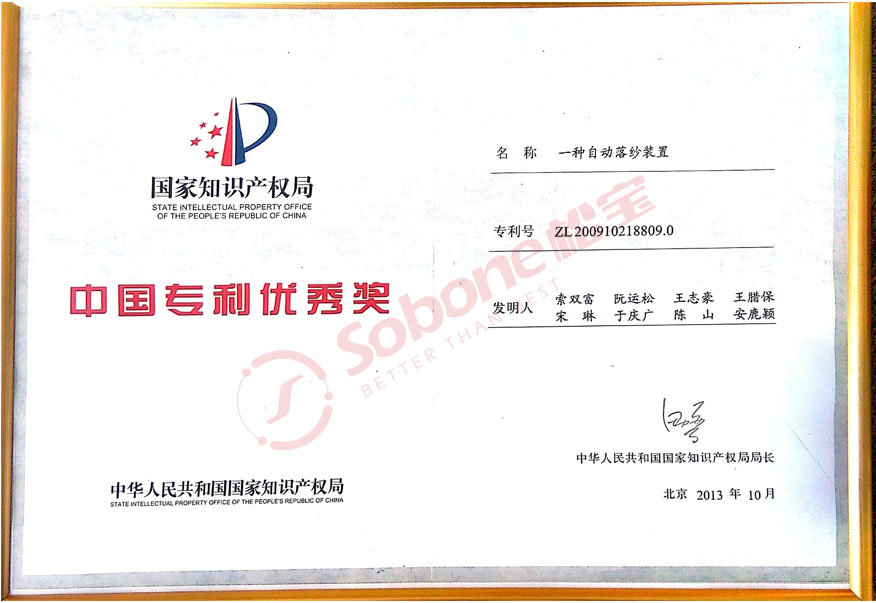 国家知识产权局
STATE INTELLECTUAL PROPERTY OFFICE
OF THE PEOPLE'S REPUBLIC OF CHINA
中国专利优秀奖
中华人民共和国国家知识产权局
STATE INTELLECTUAL PROPERTY OFFICE OF THE PEOPLE'S REPUBLIC OF CHINA
名 称 一种自动落纱装置
专利号 ZL 200910218809.0
发明人 索双富 阮运松 王志豪 王腊保
宋 琳 于庆广 陈 山 安鹿颖
中华人民共和国国家知识产权局局长
北京 2013 年 10 月
Sobone松宝
BETTER THAN BEST